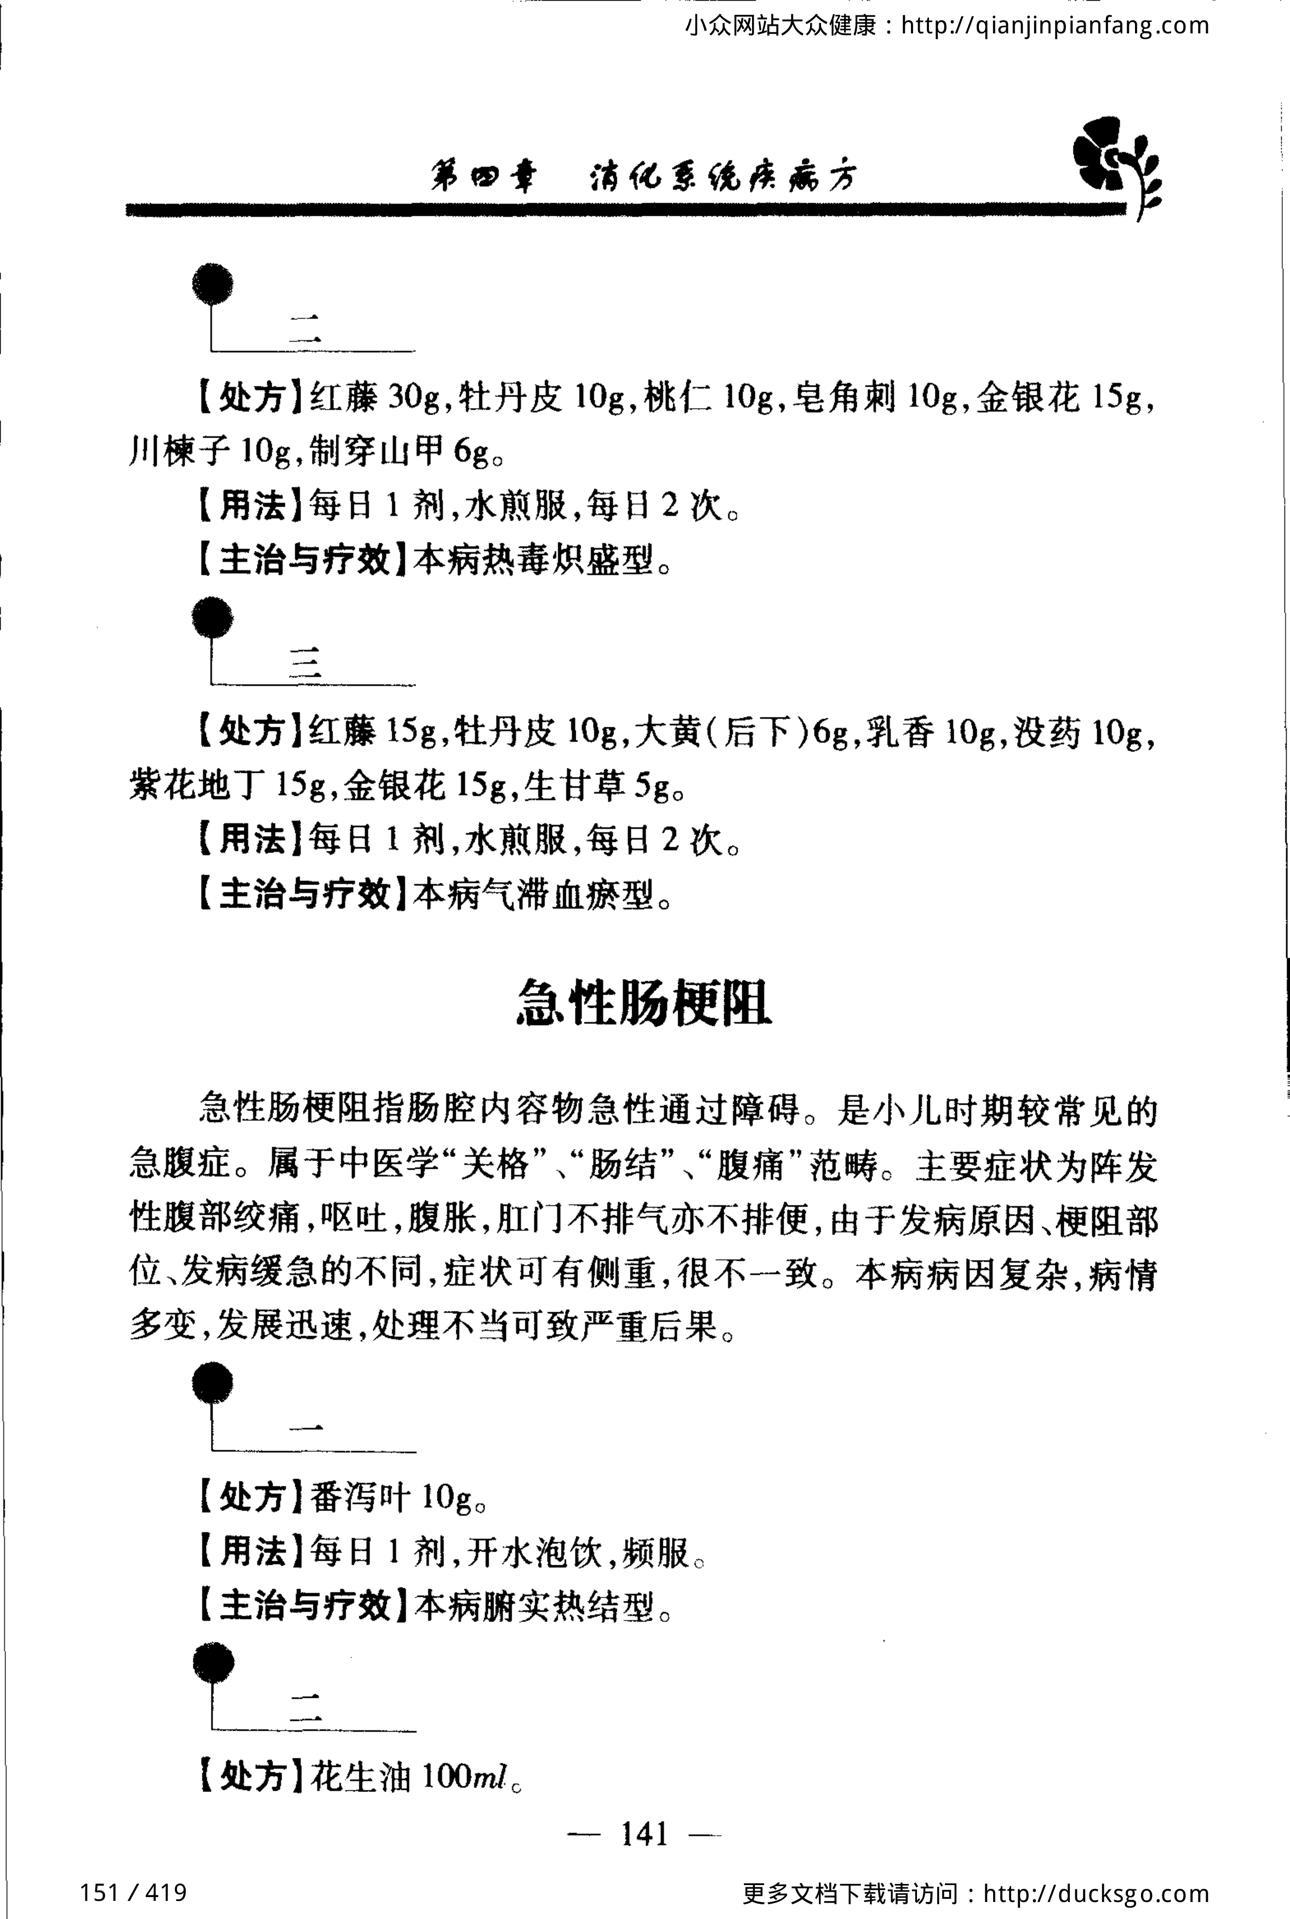 小众网站大众健康：http://qianjinpianfang.com
第四章 消化系统疾病方
二
【处方】红藤 30g,牡丹皮 10g,桃仁 10g,皂角刺 10g,金银花 15g,
川楝子 10g,制穿山甲 6g。
【用法】每日 1 剂,水煎服,每日 2 次。
【主治与疗效】本病热毒炽盛型。
三
【处方】红藤 15g,牡丹皮 10g,大黄(后下)6g,乳香 10g,没药 10g,
紫花地丁 15g,金银花 15g,生甘草 5g。
【用法】每日 1 剂,水煎服,每日 2 次。
【主治与疗效】本病气滞血瘀型。
急性肠梗阻
急性肠梗阻指肠腔内容物急性通过障碍。是小儿时期较常见的
急腹症。属于中医学“关格”、“肠结”、“腹痛”范畴。主要症状为阵发
性腹部绞痛,呕吐,腹胀,肛门不排气亦不排便,由于发病原因、梗阻部
位、发病缓急的不同,症状可有侧重,很不一致。本病病因复杂,病情
多变,发展迅速,处理不当可致严重后果。
一
【处方】番泻叶 10g。
【用法】每日 1 剂,开水泡饮,频服。
【主治与疗效】本病腑实热结型。
二
【处方】花生油 100ml。
— 141 —
151 / 419
更多文档下载请访问：http://ducksgo.com